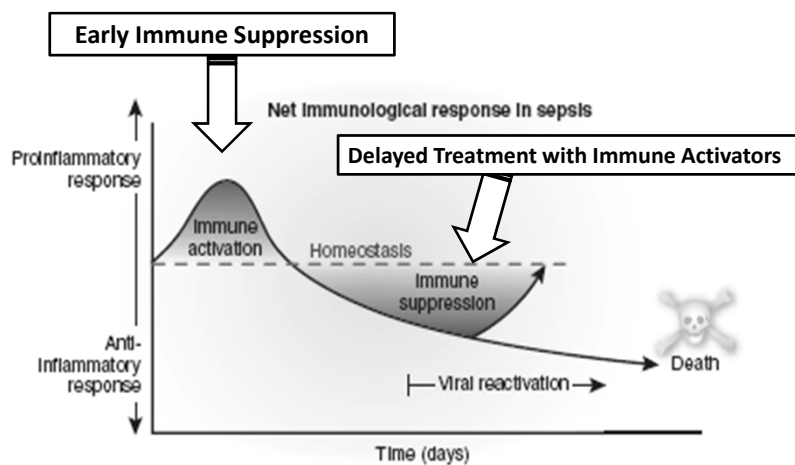 Early Immune Suppression
Net immunological response in sepsis
Delayed Treatment with Immune Activators
Proinflammatory
response
Immune
activation
Homeostasis
Immune
suppression
Anti-
inflammatory
response
Death
Viral reactivation
Time (days)